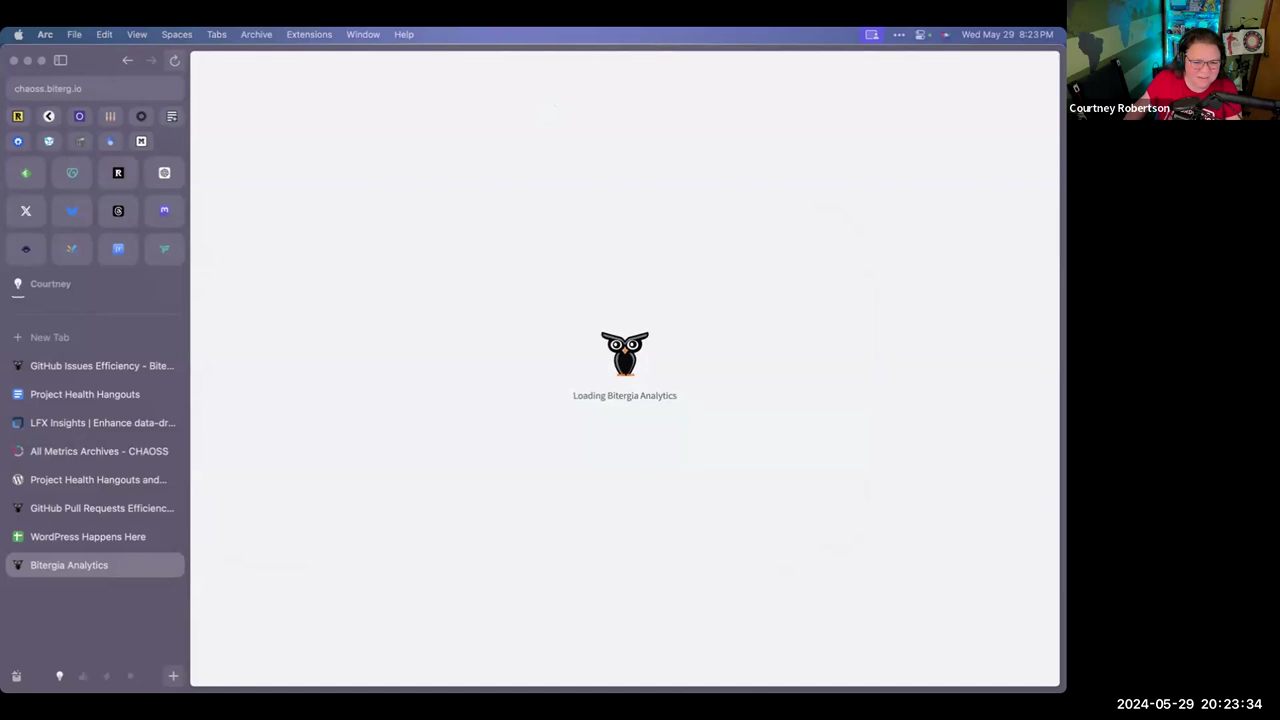 Arc File Edit View Spaces Tabs Archive Extensions Window Help
Wed May 29 8:23 PM
chaoss.biterg.io
Courtney
New Tab
GitHub Issues Efficiency - Bite...
Project Health Hangouts
LFX Insights | Enhance data-dr...
All Metrics Archives - CHAOSS
Project Health Hangouts and...
GitHub Pull Requests Efficienc...
WordPress Happens Here
Bitergia Analytics
Loading Bitergia Analytics
Courtney Robertson
2024-05-29 20:23:34